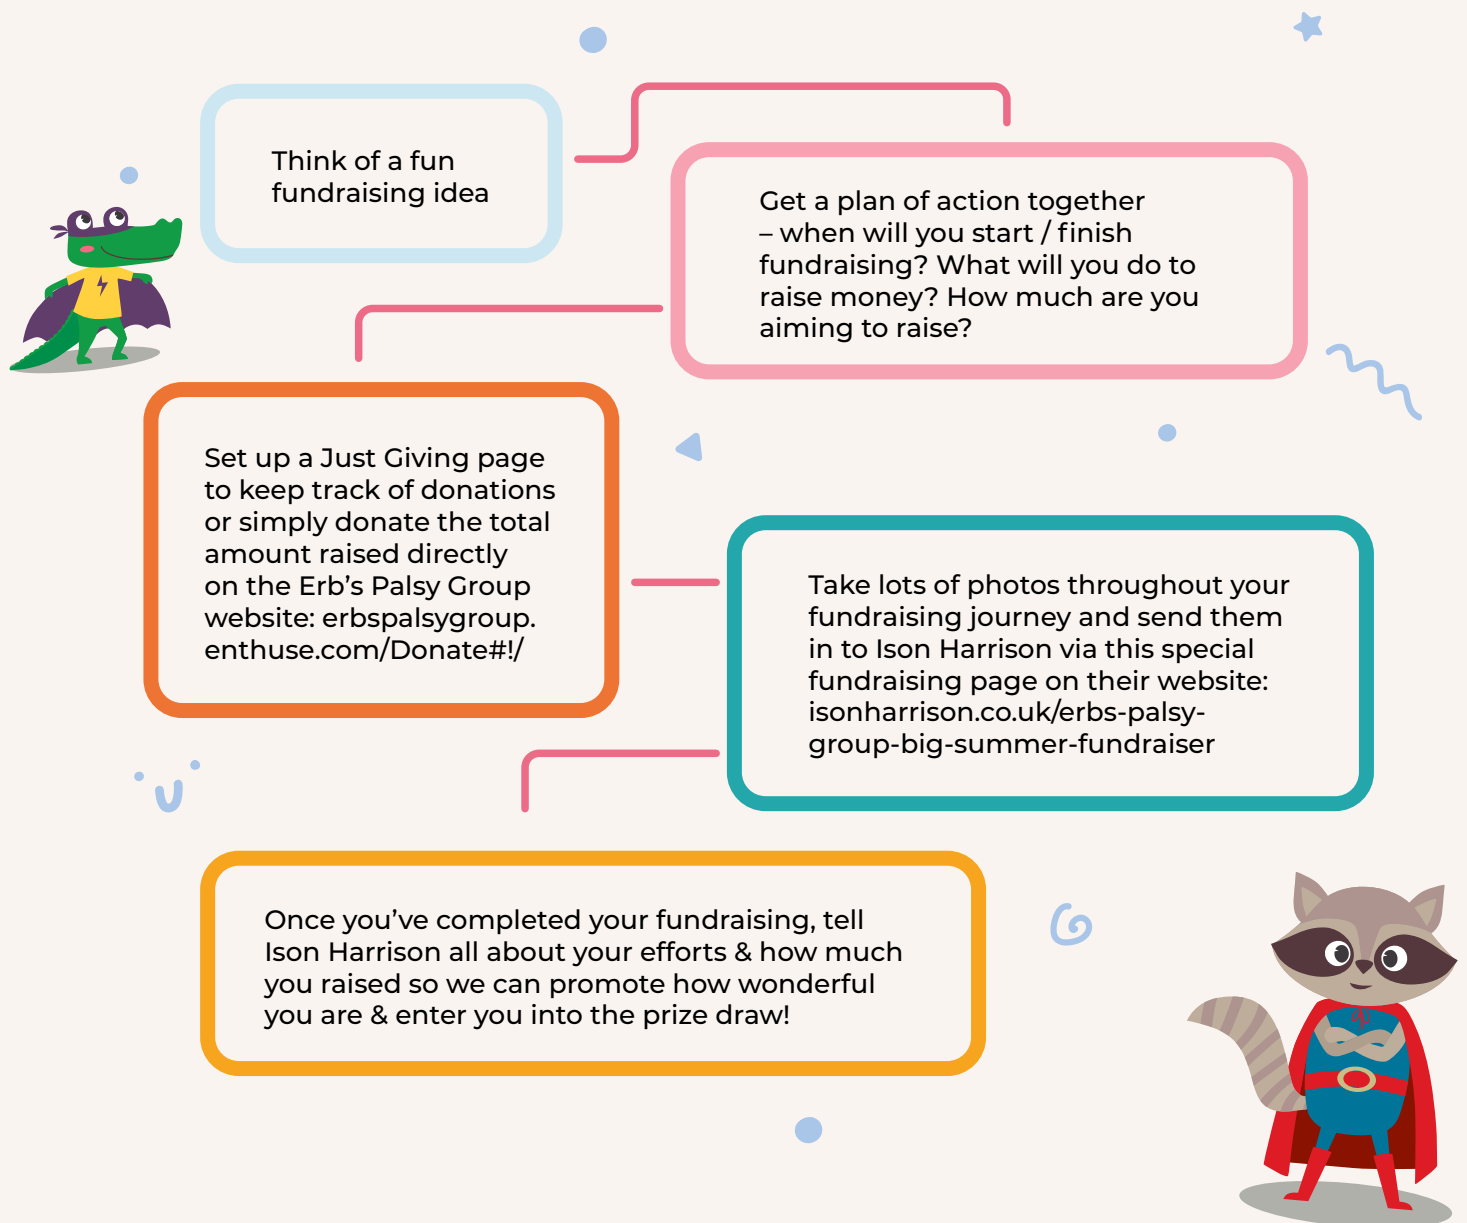 Think of a fun
fundraising idea
Get a plan of action together
– when will you start / finish
fundraising? What will you do to
raise money? How much are you
aiming to raise?
Set up a Just Giving page
to keep track of donations
or simply donate the total
amount raised directly
on the Erb’s Palsy Group
website: erbspalsygroup.
enthuse.com/Donate#!/
Take lots of photos throughout your
fundraising journey and send them
in to Ison Harrison via this special
fundraising page on their website:
isonharrison.co.uk/erbs-palsy-
group-big-summer-fundraiser
Once you’ve completed your fundraising, tell
Ison Harrison all about your efforts & how much
you raised so we can promote how wonderful
you are & enter you into the prize draw!